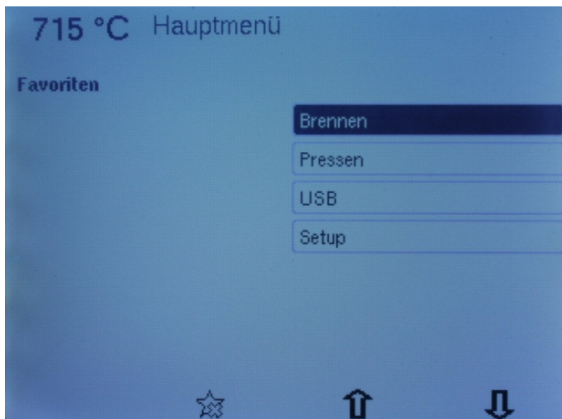 715 °C Hauptmenü
Favoriten
Brennen
Pressen
USB
Setup